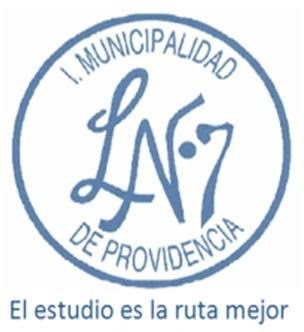 I. MUNICIPALIDAD
LN·7
DE PROVIDENCIA
El estudio es la ruta mejor